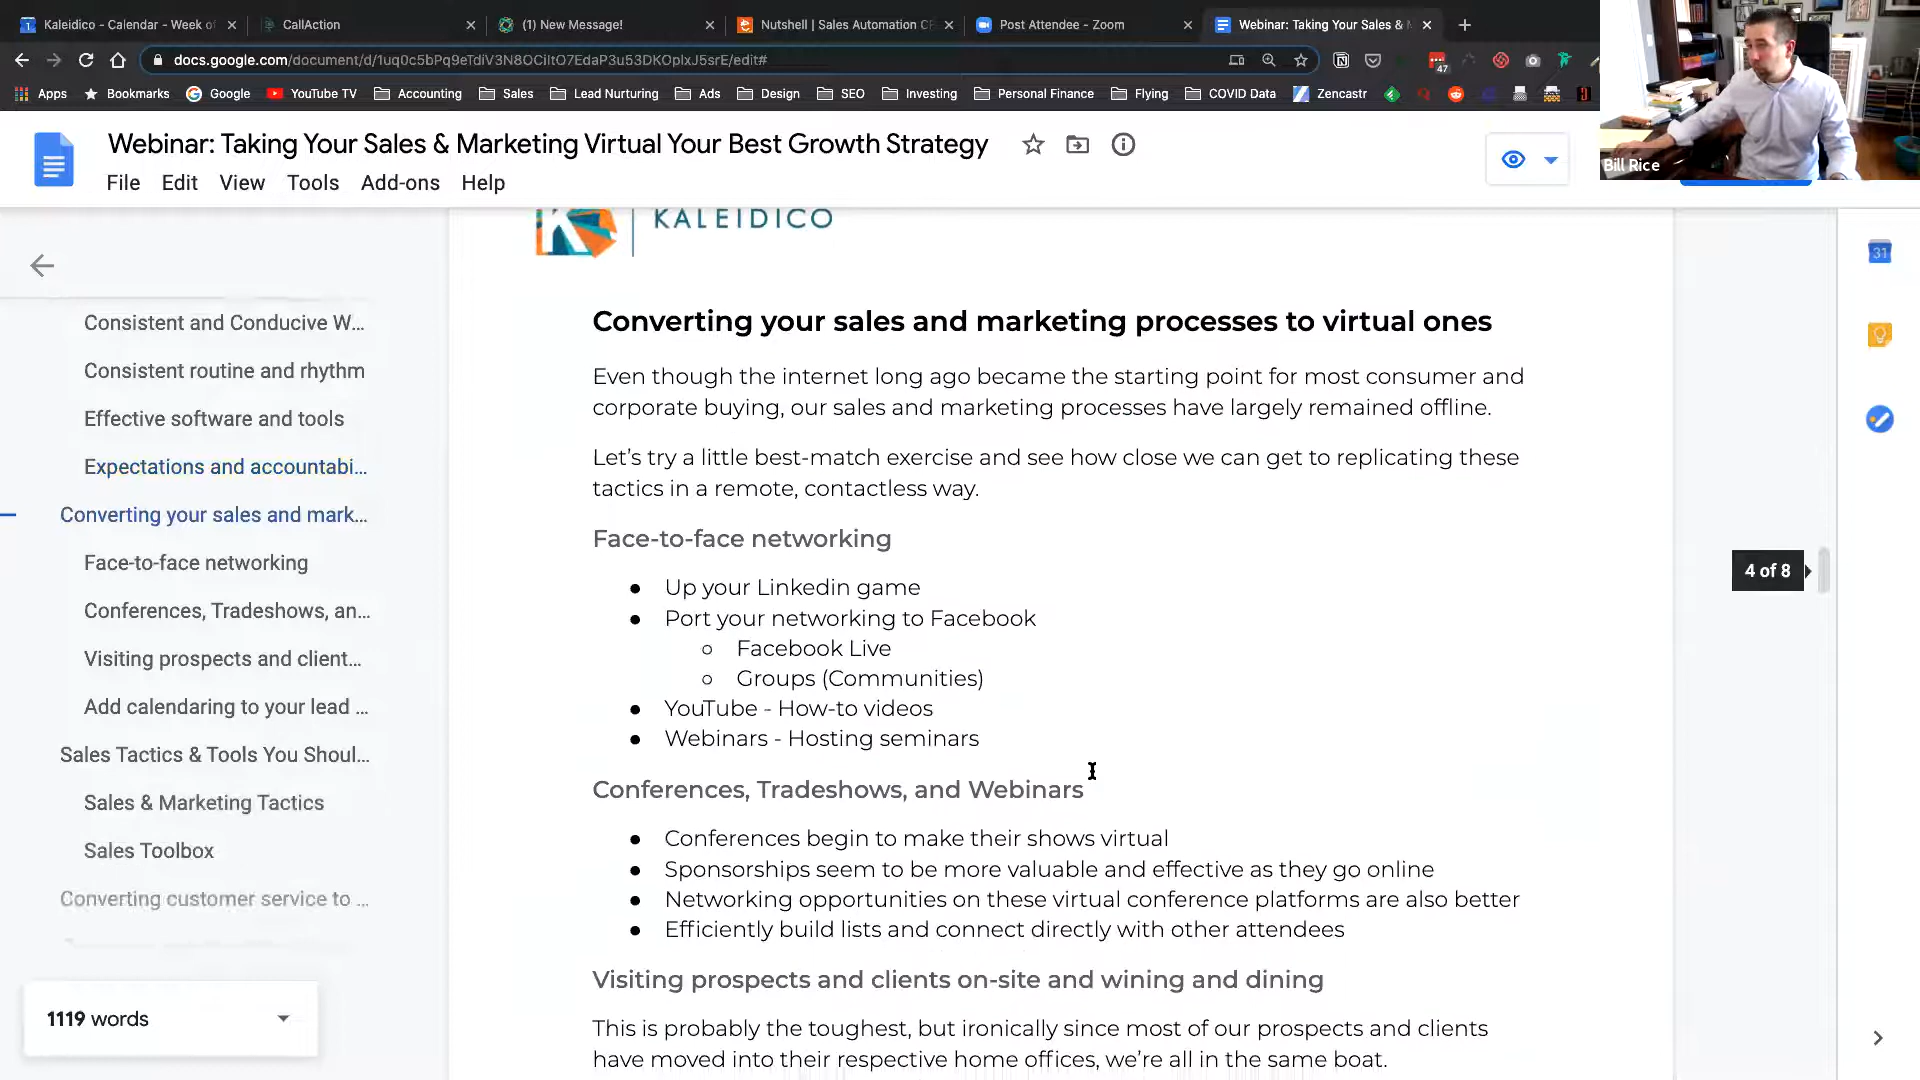 Kaleidico - Calendar - Week of
CallAction
(1) New Message!
Nutshell | Sales Automation C
Post Attendee - Zoom
Webinar: Taking Your Sales &
docs.google.com/document/d/1uq0c5bPq9eTdiV3N8OCiltO7EdaP3u53DKOplxJ5srE/edit#
47
Apps
Bookmarks
Google
YouTube TV
Accounting
Sales
Lead Nurturing
Ads
Design
SEO
Investing
Personal Finance
Flying
COVID Data
Zencastr
Bill Rice
Webinar: Taking Your Sales & Marketing Virtual Your Best Growth Strategy
File Edit View Tools Add-ons Help
Consistent and Conducive W...
Consistent routine and rhythm
Effective software and tools
Expectations and accountabi...
Converting your sales and mark...
Face-to-face networking
Conferences, Tradeshows, an...
Visiting prospects and client...
Add calendaring to your lead ...
Sales Tactics & Tools You Shoul...
Sales & Marketing Tactics
Sales Toolbox
Converting customer service to ...
1119 words
KALEIDICO
Converting your sales and marketing processes to virtual ones
Even though the internet long ago became the starting point for most consumer and
corporate buying, our sales and marketing processes have largely remained offline.
Let's try a little best-match exercise and see how close we can get to replicating these
tactics in a remote, contactless way.
Face-to-face networking
● Up your Linkedin game
● Port your networking to Facebook
○ Facebook Live
○ Groups (Communities)
● YouTube - How-to videos
● Webinars - Hosting seminars
Conferences, Tradeshows, and Webinars
● Conferences begin to make their shows virtual
● Sponsorships seem to be more valuable and effective as they go online
● Networking opportunities on these virtual conference platforms are also better
● Efficiently build lists and connect directly with other attendees
Visiting prospects and clients on-site and wining and dining
This is probably the toughest, but ironically since most of our prospects and clients
have moved into their respective home offices, we're all in the same boat.
4 of 8
31